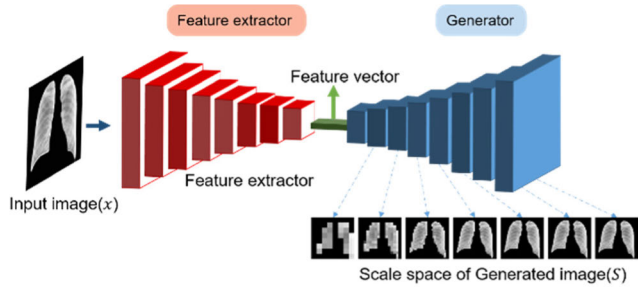 Feature extractor
Generator
Feature vector
Feature extractor
Input image(x)
Scale space of Generated image(S)